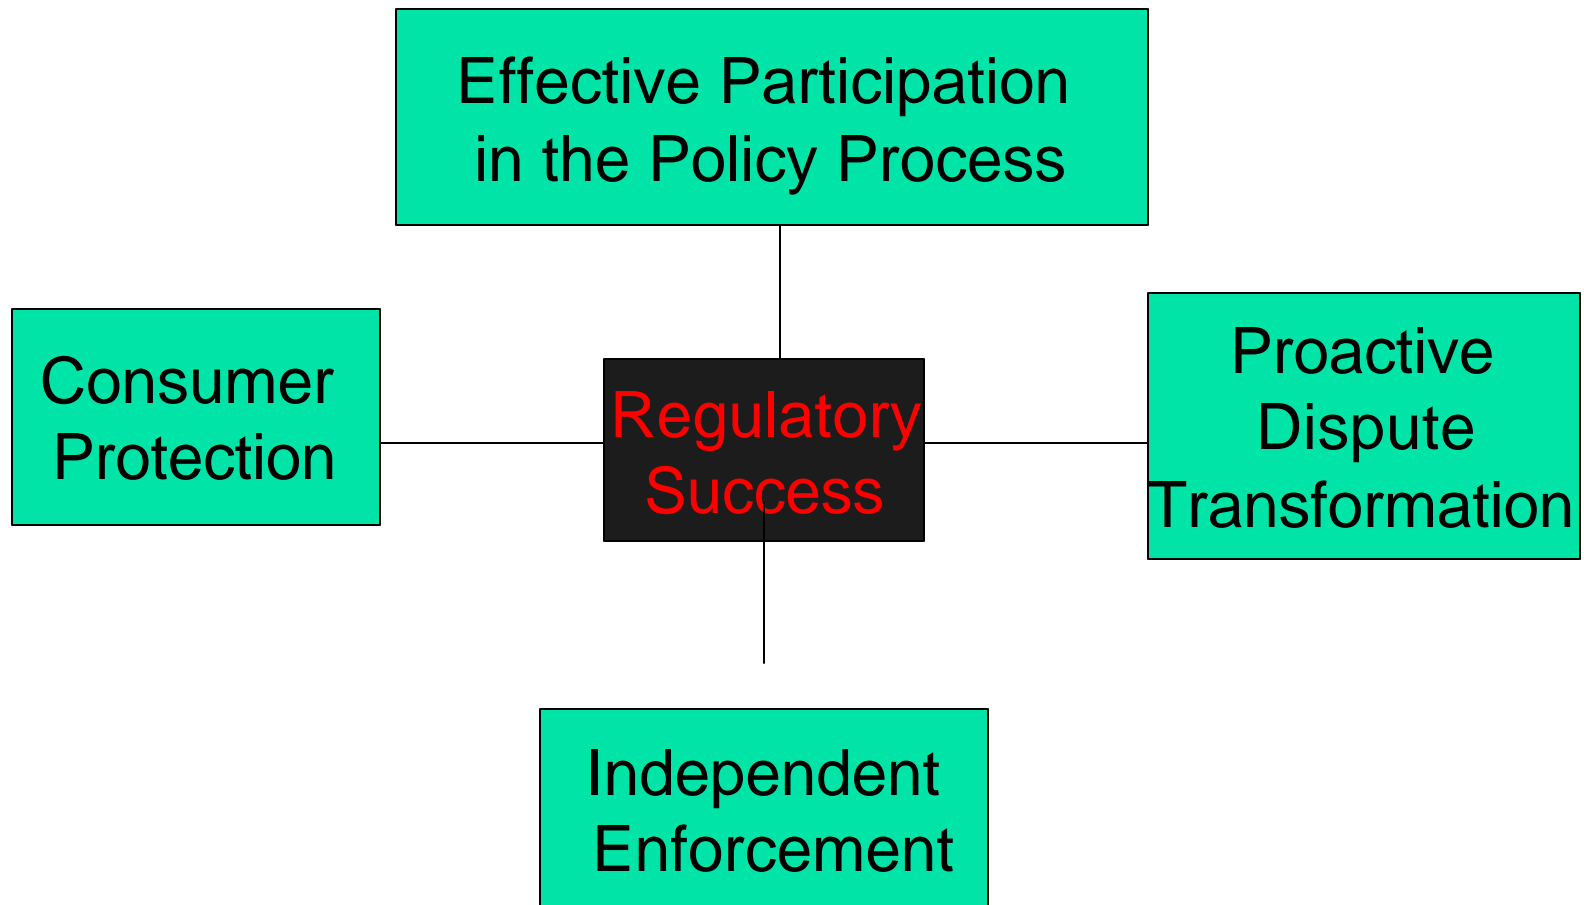 Effective Participation
in the Policy Process
Consumer
Protection
Regulatory
Success
Proactive
Dispute
Transformation
Independent
Enforcement